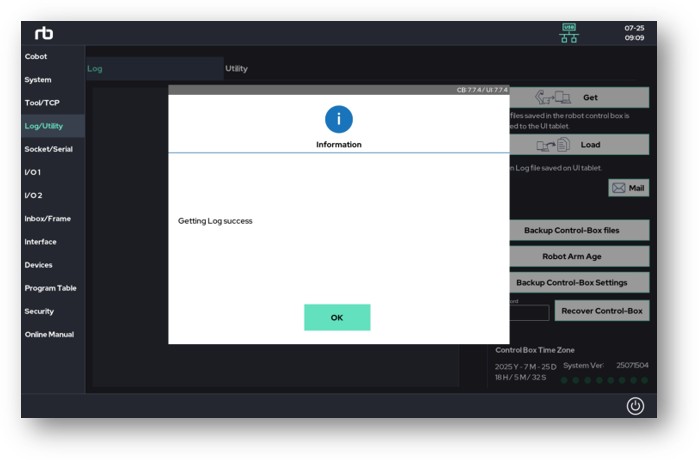 rb
WEB
07-25
09:09
Cobot
System
Tool/TCP
Log/Utility
Socket/Serial
I/O 1
I/O 2
Inbox/Frame
Interface
Devices
Program Table
Security
Online Manual
Log
Utility
CB 7.7.4 / UI 7.7.4
i
Information
Getting Log success
OK
Get
files saved in the robot control box is
ed to the UI tablet.
Load
n Log file saved on UI tablet.
Mail
Backup Control-Box files
Robot Arm Age
Backup Control-Box Settings
Recover Control-Box
Control Box Time Zone
2025 Y - 7 M - 25 D
18 H / 5 M / 32 S
System Ver: 25071504